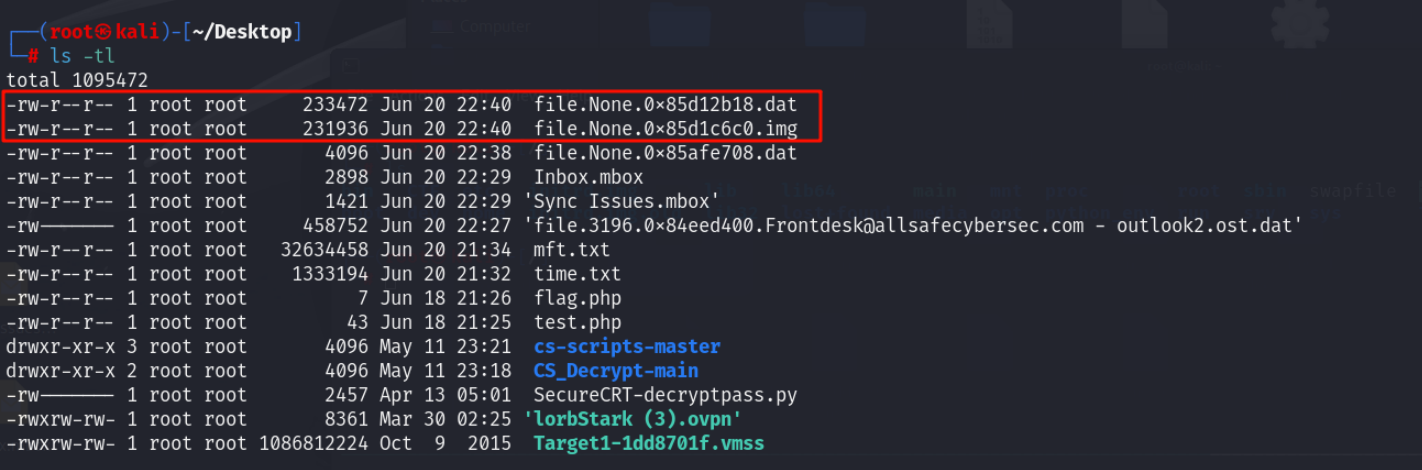 ┌──(root㉿kali)-[~/Desktop]
└─# ls -tl
total 1095472
-rw-r--r-- 1 root root     233472 Jun 20 22:40  file.None.0×85d12b18.dat
-rw-r--r-- 1 root root     231936 Jun 20 22:40  file.None.0×85d1c6c0.img
-rw-r--r-- 1 root root       4096 Jun 20 22:38  file.None.0×85afe708.dat
-rw-r--r-- 1 root root       2898 Jun 20 22:29  Inbox.mbox
-rw-r--r-- 1 root root       1421 Jun 20 22:29 'Sync Issues.mbox'
-rw------- 1 root root     458752 Jun 20 22:27 'file.3196.0×84eed400.Frontdesk@allsafecybersec.com - outlook2.ost.dat'
-rw-r--r-- 1 root root   32634458 Jun 20 21:34  mft.txt
-rw-r--r-- 1 root root    1333194 Jun 20 21:32  time.txt
-rw-r--r-- 1 root root          7 Jun 18 21:26  flag.php
-rw-r--r-- 1 root root         43 Jun 18 21:25  test.php
drwxr-xr-x 3 root root       4096 May 11 23:21  cs-scripts-master
drwxr-xr-x 2 root root       4096 May 11 23:18  CS_Decrypt-main
-rw------- 1 root root       2457 Apr 13 05:01  SecureCRT-decryptpass.py
-rwxrw-rw- 1 root root       8361 Mar 30 02:25 'lorbStark (3).ovpn'
-rwxrw-rw- 1 root root 1086812224 Oct  9  2015  Target1-1dd8701f.vmss
Computer
lib64 main mnt proc root sbin swapfile
sys